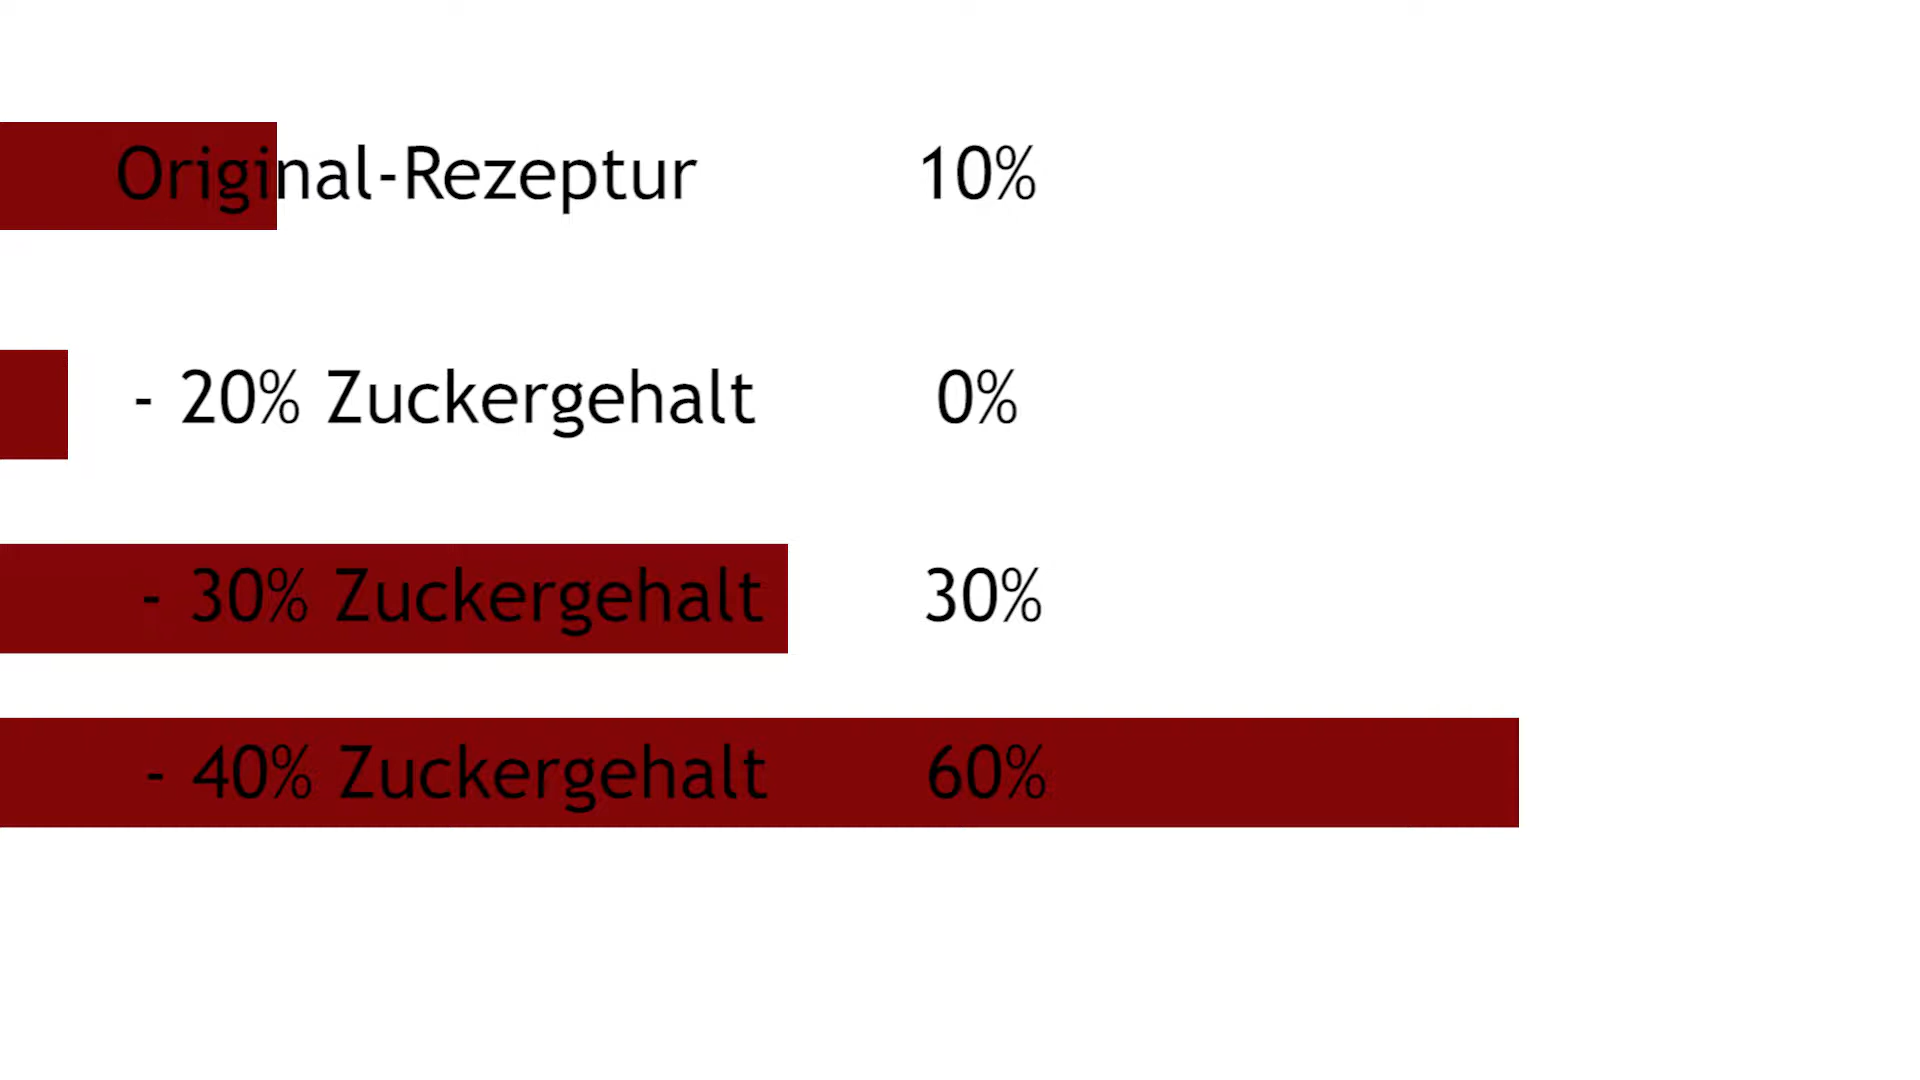 Original-Rezeptur 10%
- 20% Zuckergehalt 0%
- 30% Zuckergehalt 30%
- 40% Zuckergehalt 60%